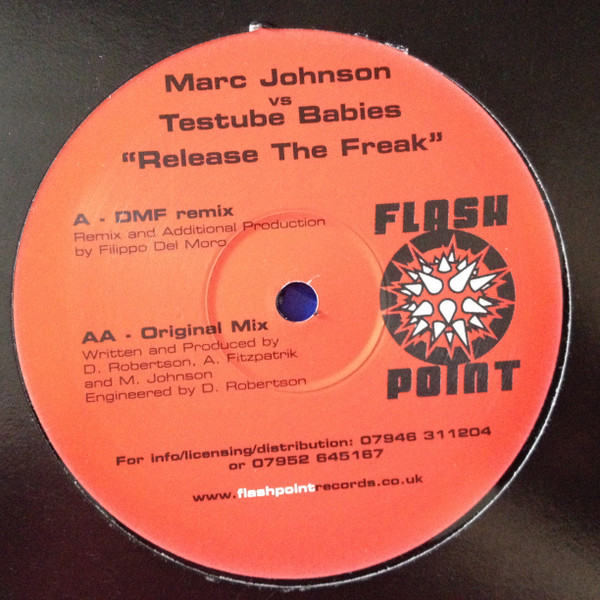 Marc Johnson
vs
Testube Babies
“Release The Freak”
A - DMF remix
Remix and Additional Production
by Filippo Del Moro
FLASH
POINT
AA - Original Mix
Written and Produced by
D. Robertson, A. Fitzpatrik
and M. Johnson
Engineered by D. Robertson
For info/licensing/distribution: 07946 311204
or 07952 645167
www.flashpointrecords.co.uk